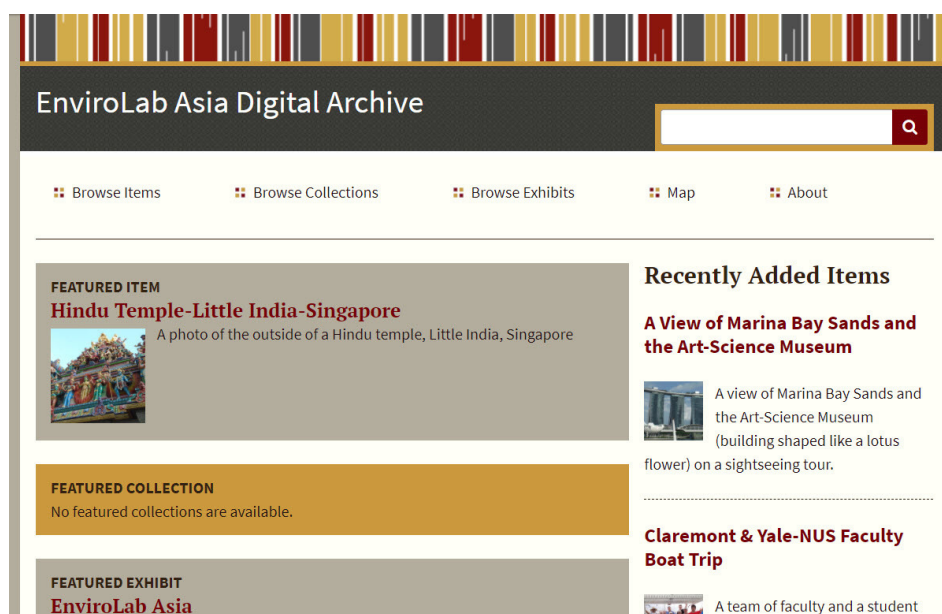 EnviroLab Asia Digital Archive
Browse Items
Browse Collections
Browse Exhibits
Map
About
FEATURED ITEM
Hindu Temple-Little India-Singapore
A photo of the outside of a Hindu temple, Little India, Singapore
FEATURED COLLECTION
No featured collections are available.
FEATURED EXHIBIT
EnviroLab Asia
Recently Added Items
A View of Marina Bay Sands and
the Art-Science Museum
A view of Marina Bay Sands and
the Art-Science Museum
(building shaped like a lotus
flower) on a sightseeing tour.
Claremont & Yale-NUS Faculty
Boat Trip
A team of faculty and a student